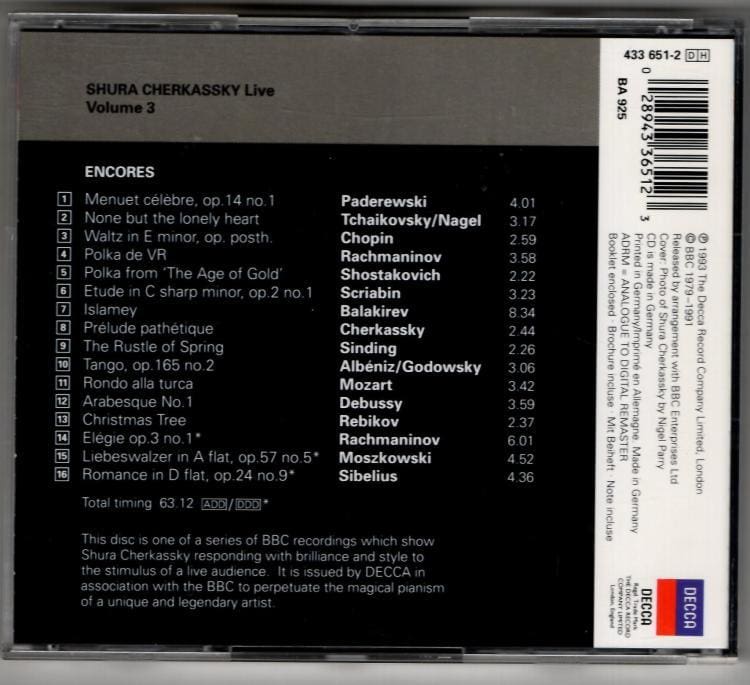 SHURA CHERKASSKY Live
Volume 3
ENCORES
1 Menuet célèbre, op.14 no.1 Paderewski 4.01
2 None but the lonely heart Tchaikovsky/Nagel 3.17
3 Waltz in E minor, op. posth. Chopin 2.59
4 Polka de VR Rachmaninov 3.58
5 Polka from 'The Age of Gold' Shostakovich 2.22
6 Etude in C sharp minor, op.2 no.1 Scriabin 3.23
7 Islamey Balakirev 8.34
8 Prélude pathétique Cherkassky 2.44
9 The Rustle of Spring Sinding 2.26
10 Tango, op.165 no.2 Albéniz/Godowsky 3.06
11 Rondo alla turca Mozart 3.42
12 Arabesque No.1 Debussy 3.59
13 Christmas Tree Rebikov 2.37
14 Elégie op.3 no.1* Rachmaninov 6.01
15 Liebeswalzer in A flat, op.57 no.5* Moszkowski 4.52
16 Romance in D flat, op.24 no.9* Sibelius 4.36
Total timing 63.12 ADD/DDD*
This disc is one of a series of BBC recordings which show
Shura Cherkassky responding with brilliance and style to
the stimulus of a live audience. It is issued by DECCA in
association with the BBC to perpetuate the magical pianism
of a unique and legendary artist.
433 651-2 DH
BA 925
0 28943 36512 3
℗ 1993 The Decca Record Company Limited, London
© BBC 1979–1991
Released by arrangement with BBC Enterprises Ltd
Cover: Photo of Shura Cherkassky by Nigel Parry
CD is made in Germany
Printed in Germany/Imprimé en Allemagne. Made in Germany
ADRM = ANALOGUE TO DIGITAL REMASTER
Booklet enclosed · Brochure incluse · Mit Beiheft · Note incluse
DECCA
DECCA
Regd. Trade Mark
THE DECCA RECORD
COMPANY LIMITED
London, England